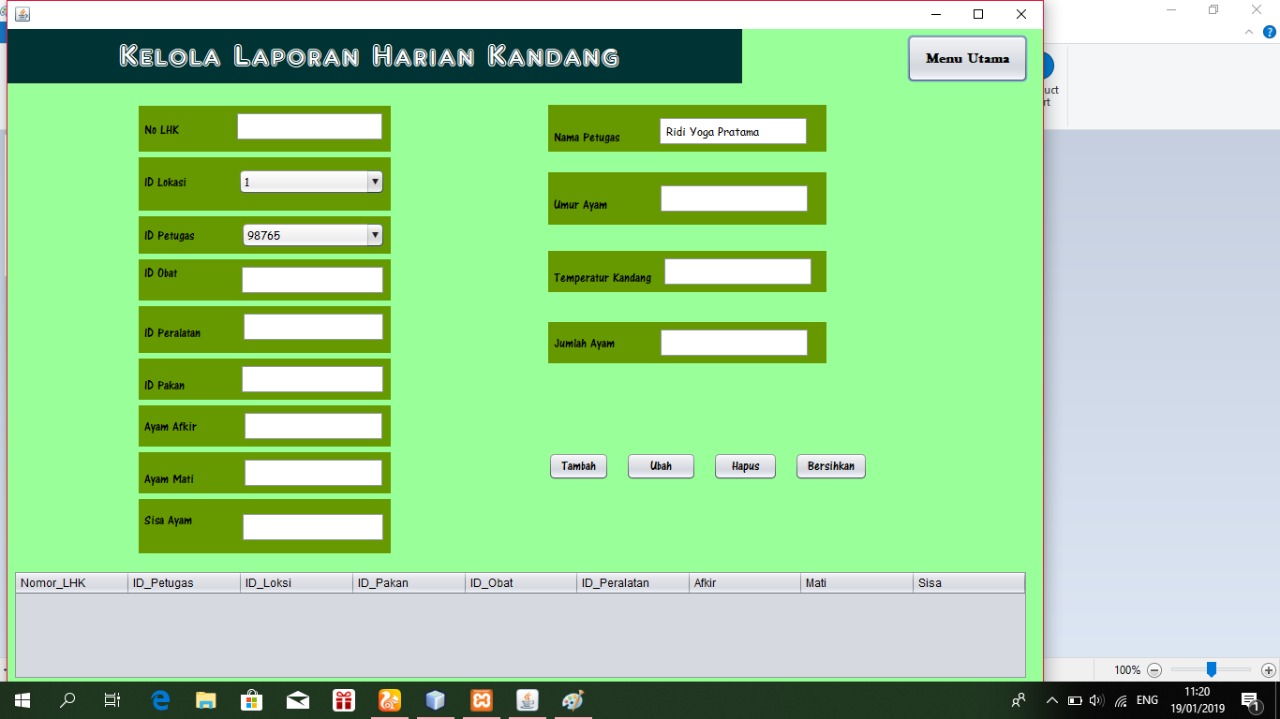 Kelola Laporan Harian Kandang
Menu Utama
No LHK
ID Lokasi
1
ID Petugas
98765
ID Obat
ID Peralatan
ID Pakan
Ayam Afkir
Ayam Mati
Sisa Ayam
Nama Petugas
Ridi Yoga Pratama
Umur Ayam
Temperatur Kandang
Jumlah Ayam
Tambah
Ubah
Hapus
Bersihkan
Nomor_LHK ID_Petugas ID_Loksi ID_Pakan ID_Obat ID_Peralatan Afkir Mati Sisa
uct
rt
100%
ENG
11:20
19/01/2019
1